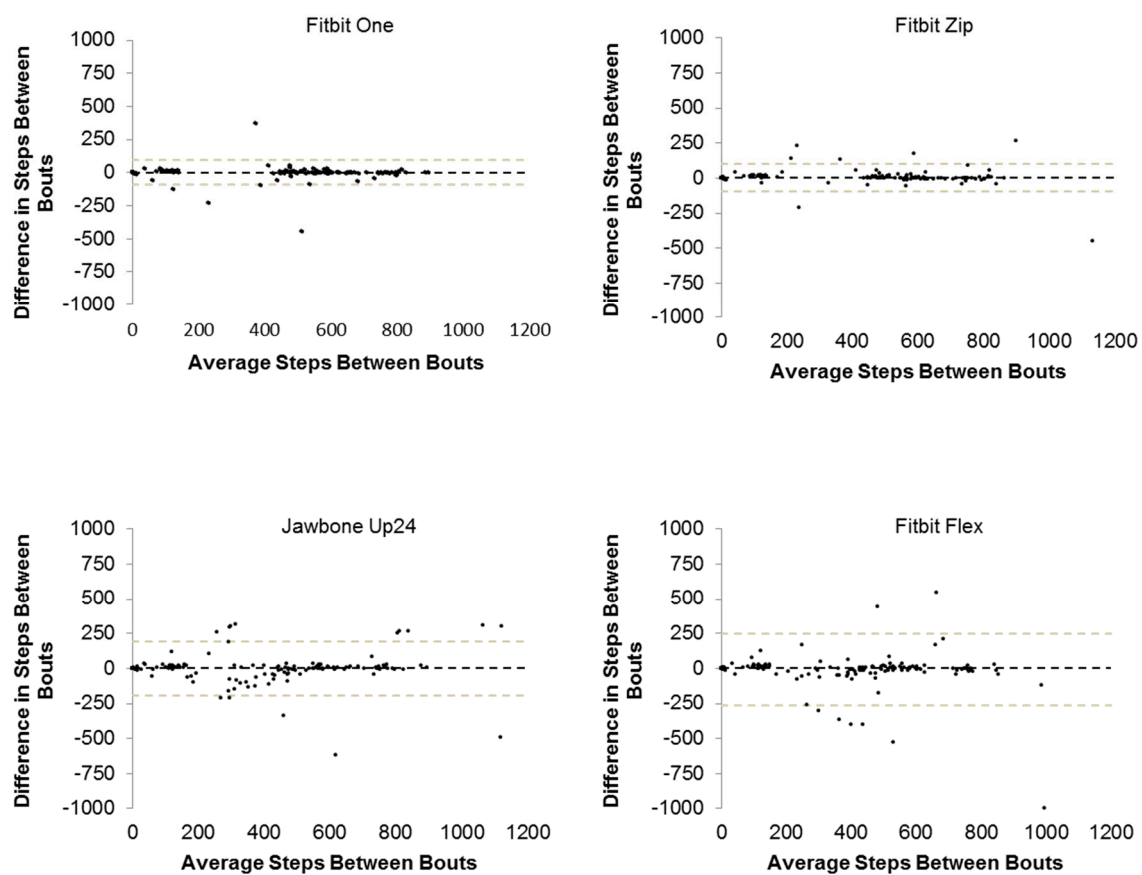 Fitbit One
1000
750
500
250
0
-250
-500
-750
-1000
Difference in Steps Between
Bouts
0 200 400 600 800 1000 1200
Average Steps Between Bouts
Fitbit Zip
1000
750
500
250
0
-250
-500
-750
-1000
Difference in Steps Between
Bouts
0 200 400 600 800 1000 1200
Average Steps Between Bouts
Jawbone Up24
1000
750
500
250
0
-250
-500
-750
-1000
Difference in Steps Between
Bouts
0 200 400 600 800 1000 1200
Average Steps Between Bouts
Fitbit Flex
1000
750
500
250
0
-250
-500
-750
-1000
Difference in Steps Between
Bouts
0 200 400 600 800 1000 1200
Average Steps Between Bouts